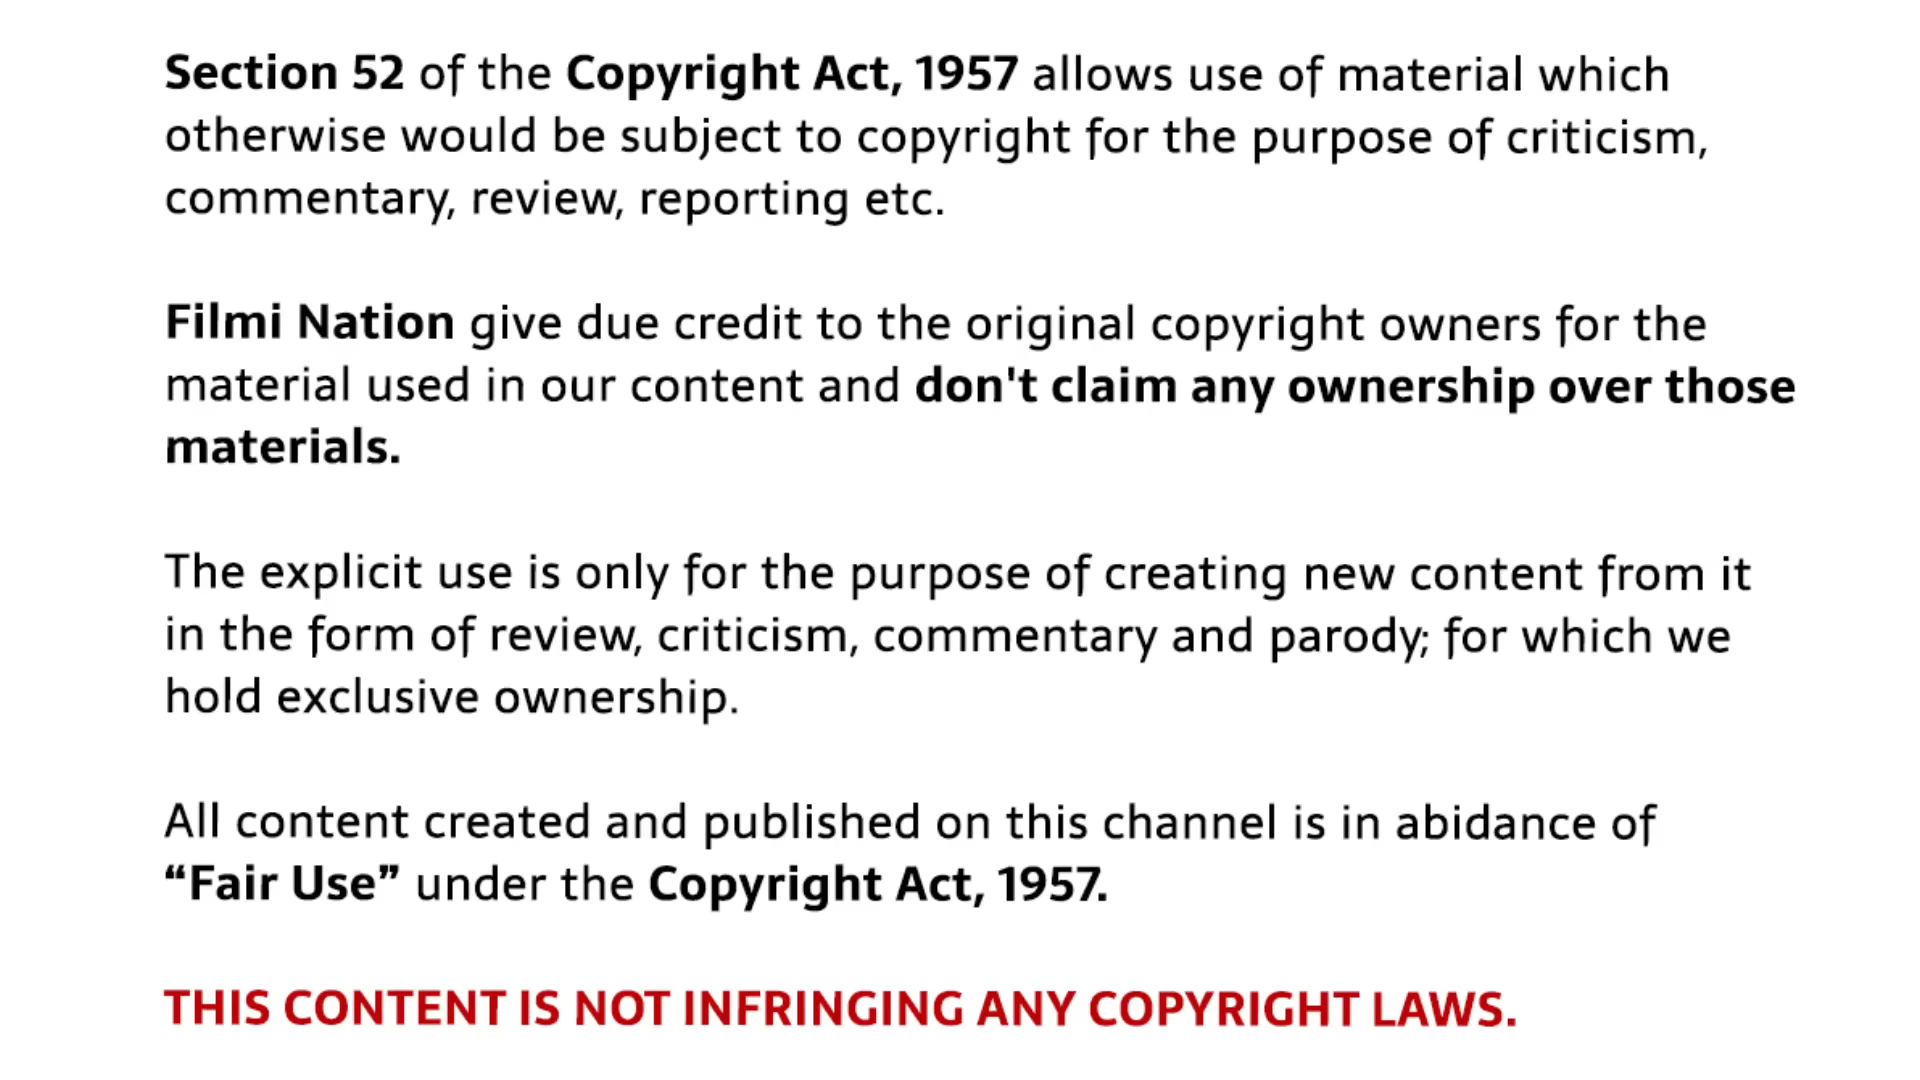 Section 52 of the Copyright Act, 1957 allows use of material which
otherwise would be subject to copyright for the purpose of criticism,
commentary, review, reporting etc.
Filmi Nation give due credit to the original copyright owners for the
material used in our content and don't claim any ownership over those
materials.
The explicit use is only for the purpose of creating new content from it
in the form of review, criticism, commentary and parody; for which we
hold exclusive ownership.
All content created and published on this channel is in abidance of
“Fair Use” under the Copyright Act, 1957.
THIS CONTENT IS NOT INFRINGING ANY COPYRIGHT LAWS.